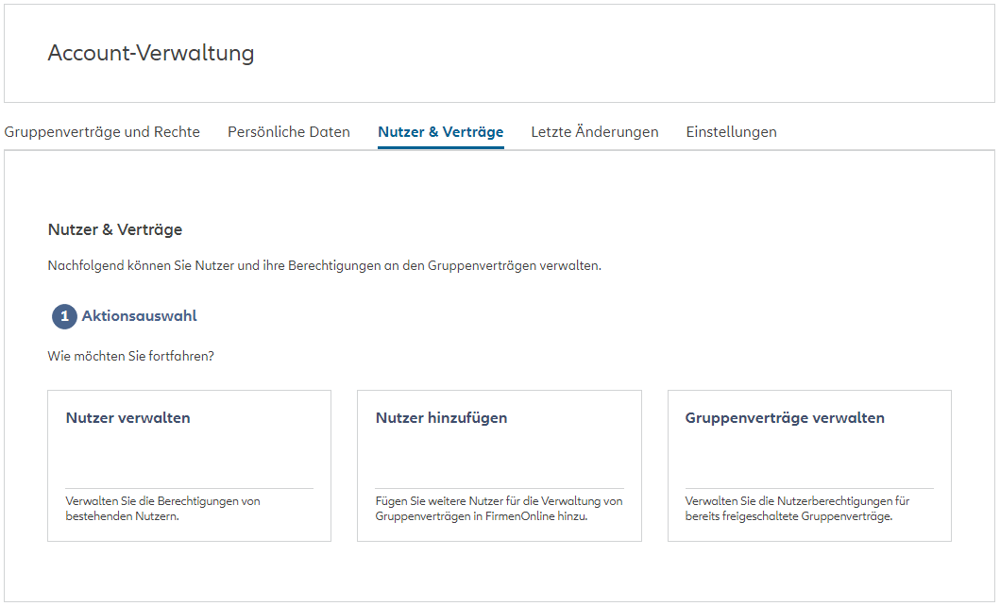 Account-Verwaltung
Gruppenverträge und Rechte Persönliche Daten Nutzer & Verträge Letzte Änderungen Einstellungen
Nutzer & Verträge
Nachfolgend können Sie Nutzer und ihre Berechtigungen an den Gruppenverträgen verwalten.
1 Aktionsauswahl
Wie möchten Sie fortfahren?
Nutzer verwalten
Verwalten Sie die Berechtigungen von
bestehenden Nutzern.
Nutzer hinzufügen
Fügen Sie weitere Nutzer für die Verwaltung von
Gruppenverträgen in FirmenOnline hinzu.
Gruppenverträge verwalten
Verwalten Sie die Nutzerberechtigungen für
bereits freigeschaltete Gruppenverträge.